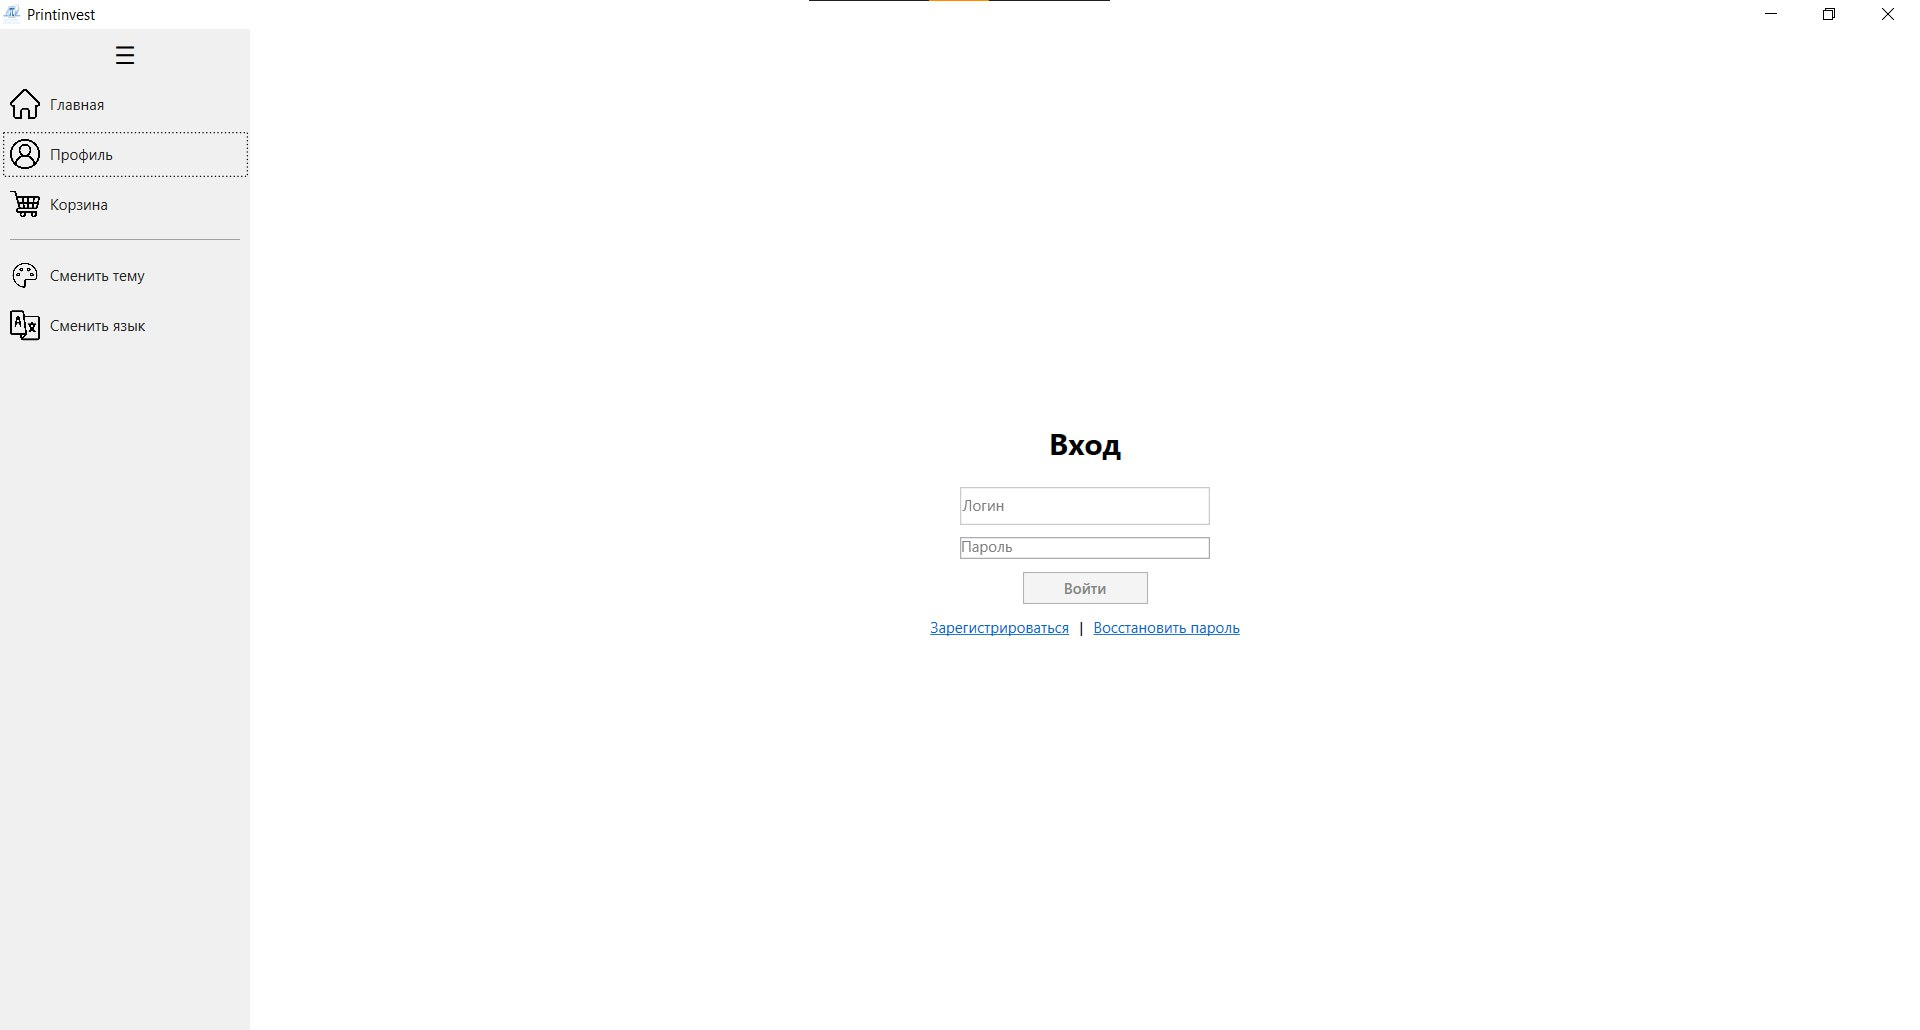 Printinvest
Главная
Профиль
Корзина
Сменить тему
Сменить язык
Вход
Логин
Пароль
Войти
Зарегистрироваться | Восстановить пароль